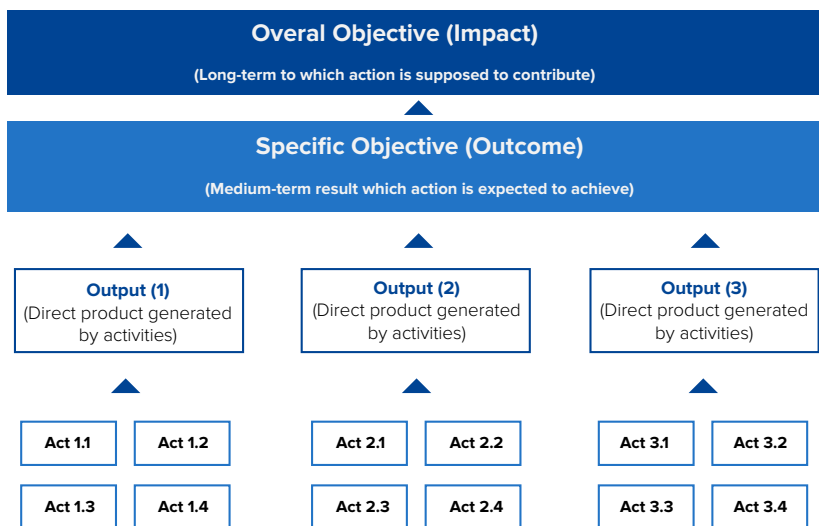 Overal Objective (Impact)
(Long-term to which action is supposed to contribute)
Specific Objective (Outcome)
(Medium-term result which action is expected to achieve)
Output (1)
(Direct product generated
by activities)
Output (2)
(Direct product generated
by activities)
Output (3)
(Direct product generated
by activities)
Act 1.1
Act 1.2
Act 2.1
Act 2.2
Act 3.1
Act 3.2
Act 1.3
Act 1.4
Act 2.3
Act 2.4
Act 3.3
Act 3.4